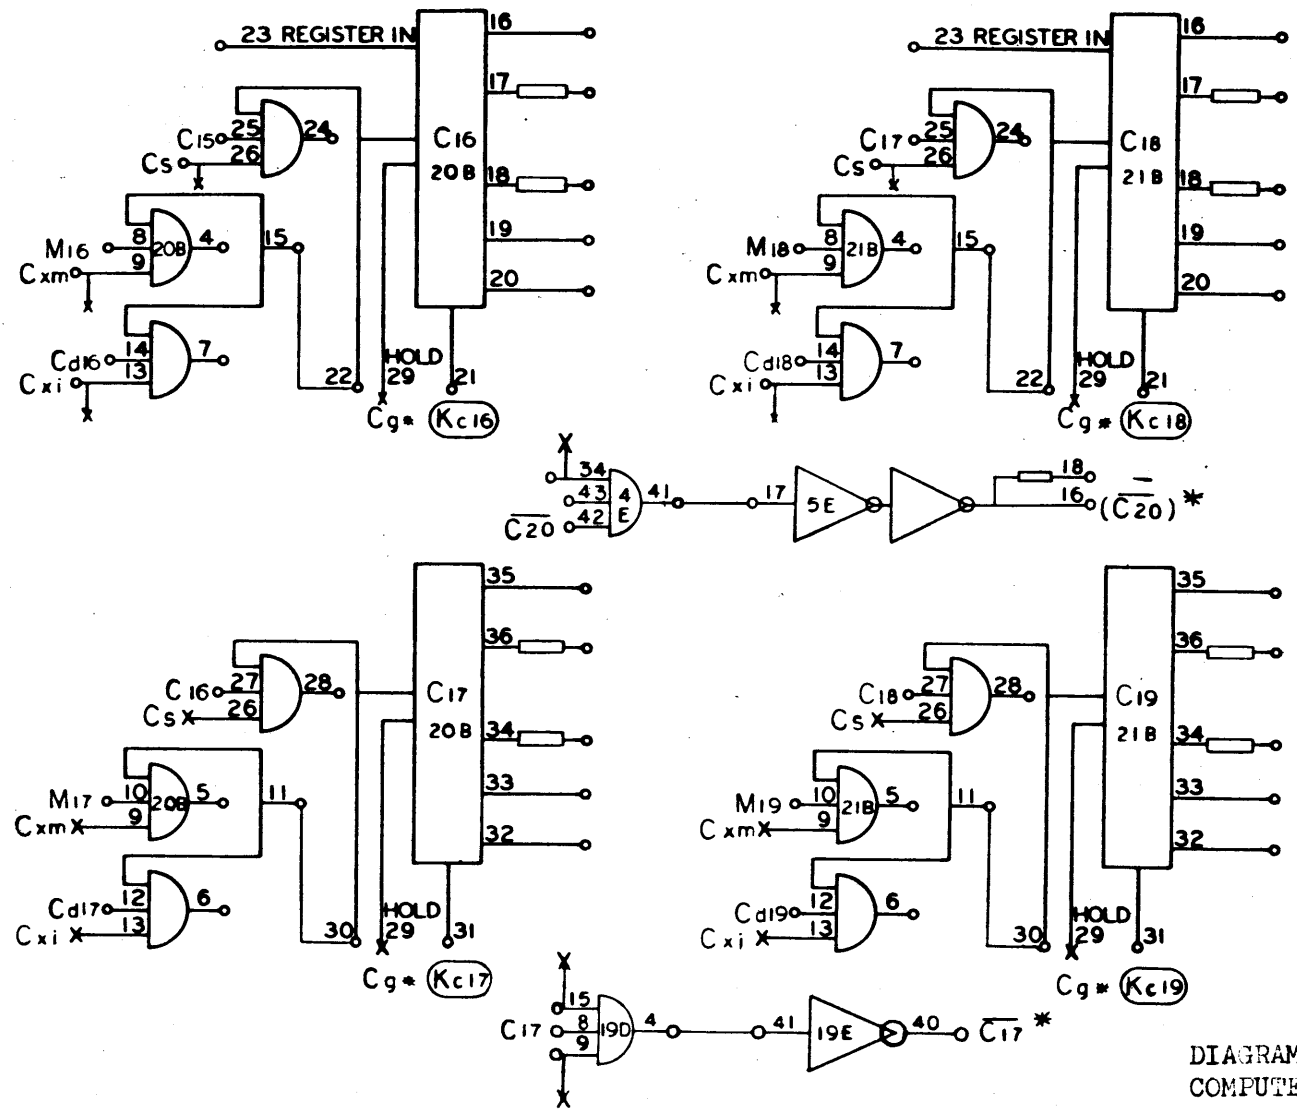 23 REGISTER IN
16
17
C15
25
24
C16
20B
Cs
26
18
M16
8
20B
4
15
19
Cxm
9
20
Cd16
14
7
HOLD
Cxi
13
22
29
21
Cg*
Kc16
23 REGISTER IN
16
17
C17
25
24
C18
21B
Cs
26
18
M18
8
21B
4
15
19
Cxm
9
20
Cd18
14
7
HOLD
Cxi
13
22
29
21
Cg*
Kc18
34
43
4
E
41
17
5E
18
C20
42
16
(C20)*
35
36
C16
27
28
C17
20B
Cs
26
34
M17
10
20B
5
11
33
Cxm
9
32
Cd17
12
6
HOLD
Cxi
13
30
29
31
Cg*
Kc17
35
36
C18
27
28
C19
21B
Cs
26
34
M19
10
21B
5
11
33
Cxm
9
32
Cd19
12
6
HOLD
Cxi
13
30
29
31
Cg*
Kc19
15
C17
8
19D
4
41
19E
40
C17*
9
DIAGRAM
COMPUTE